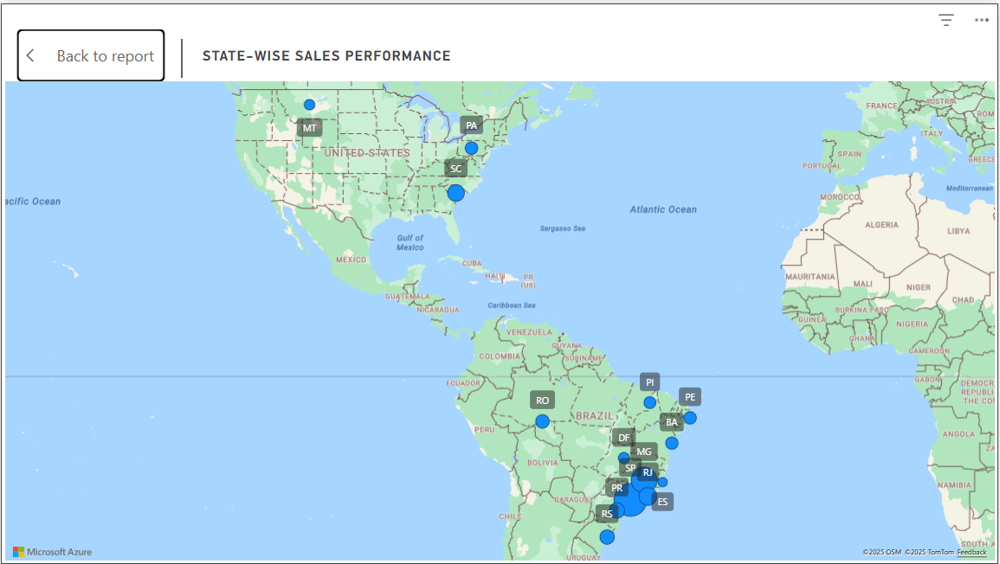 Back to report
STATE-WISE SALES PERFORMANCE
FRANCE
AUSTRIA
ROM
MT
PA
ITALY
UNITED STATES
SPAIN
PORTUGAL
GREECE
SC
Mediterranean
MOROCCO
acific Ocean
Atlantic Ocean
ALGERIA
LIBYA
Sargasso Sea
Gulf of
Mexico
MEXICO
CUBA
HAITI
PR
(US)
MAURITANIA
MALI
NIGER
CHAD
GUATEMALA
NICARAGUA
Caribbean Sea
BURKINA FASO
GUINEA
NIGERIA
GHANA
VENEZUELA
GUYANA
SURINAME
COLOMBIA
CAMEROON
ECUADOR
GABON
DEMOCR
REPUBLI
THE CO
PI
PE
RO
BRAZIL
BA
PERU
DF
MG
ANGOLA
ZA
BOLIVIA
SP
RJ
PR
ES
NAMIBIA
PARAGUAY
RS
CHILE
URUGUAY
SOUTH A
Microsoft Azure
©2025 OSM ©2025 TomTom Feedback